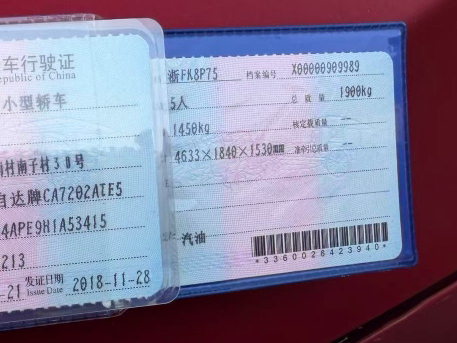 车行驶证
Republic of China
小型轿车
村南子村30号
自达牌CA7202ATE5
4APE9H1A53415
213
-21 发证日期 Issue Date 2018-11-28
浙FK8P75 档案编号 X00000909989
5人 总质量 1900kg
1450kg 核定载质量 --
4633×1840×1530 准牵引总质量 --
汽油
*3360028423940*